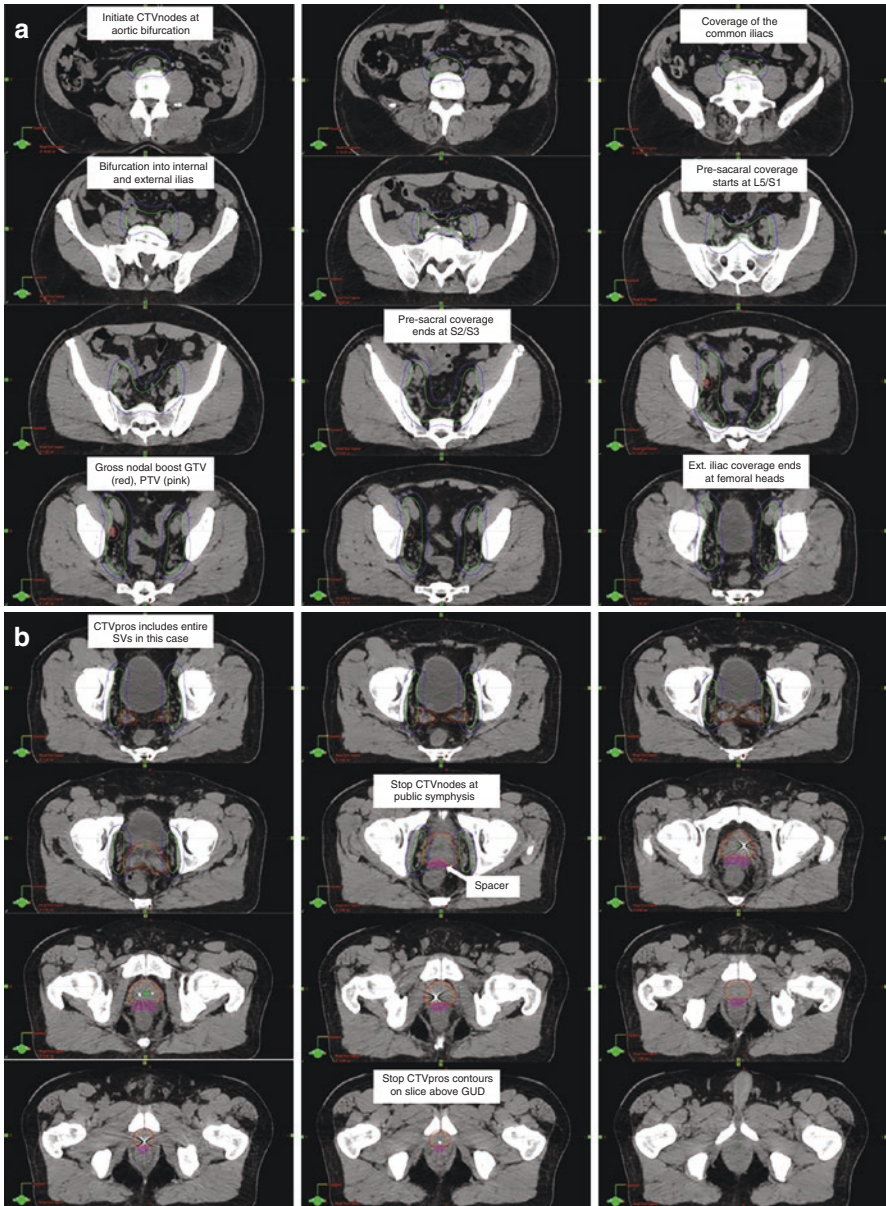 a
Initiate CTVnodes at
aortic bifurcation
Coverage of the
common iliacs
Bifurcation into internal
and external ilias
Pre-sacaral coverage
starts at L5/S1
Pre-sacral coverage
ends at S2/S3
Gross nodal boost GTV
(red), PTV (pink)
Ext. iliac coverage ends
at femoral heads
b
CTVpros includes entire
SVs in this case
Stop CTVnodes at
public symphysis
Spacer
Stop CTVpros contours
on slice above GUD